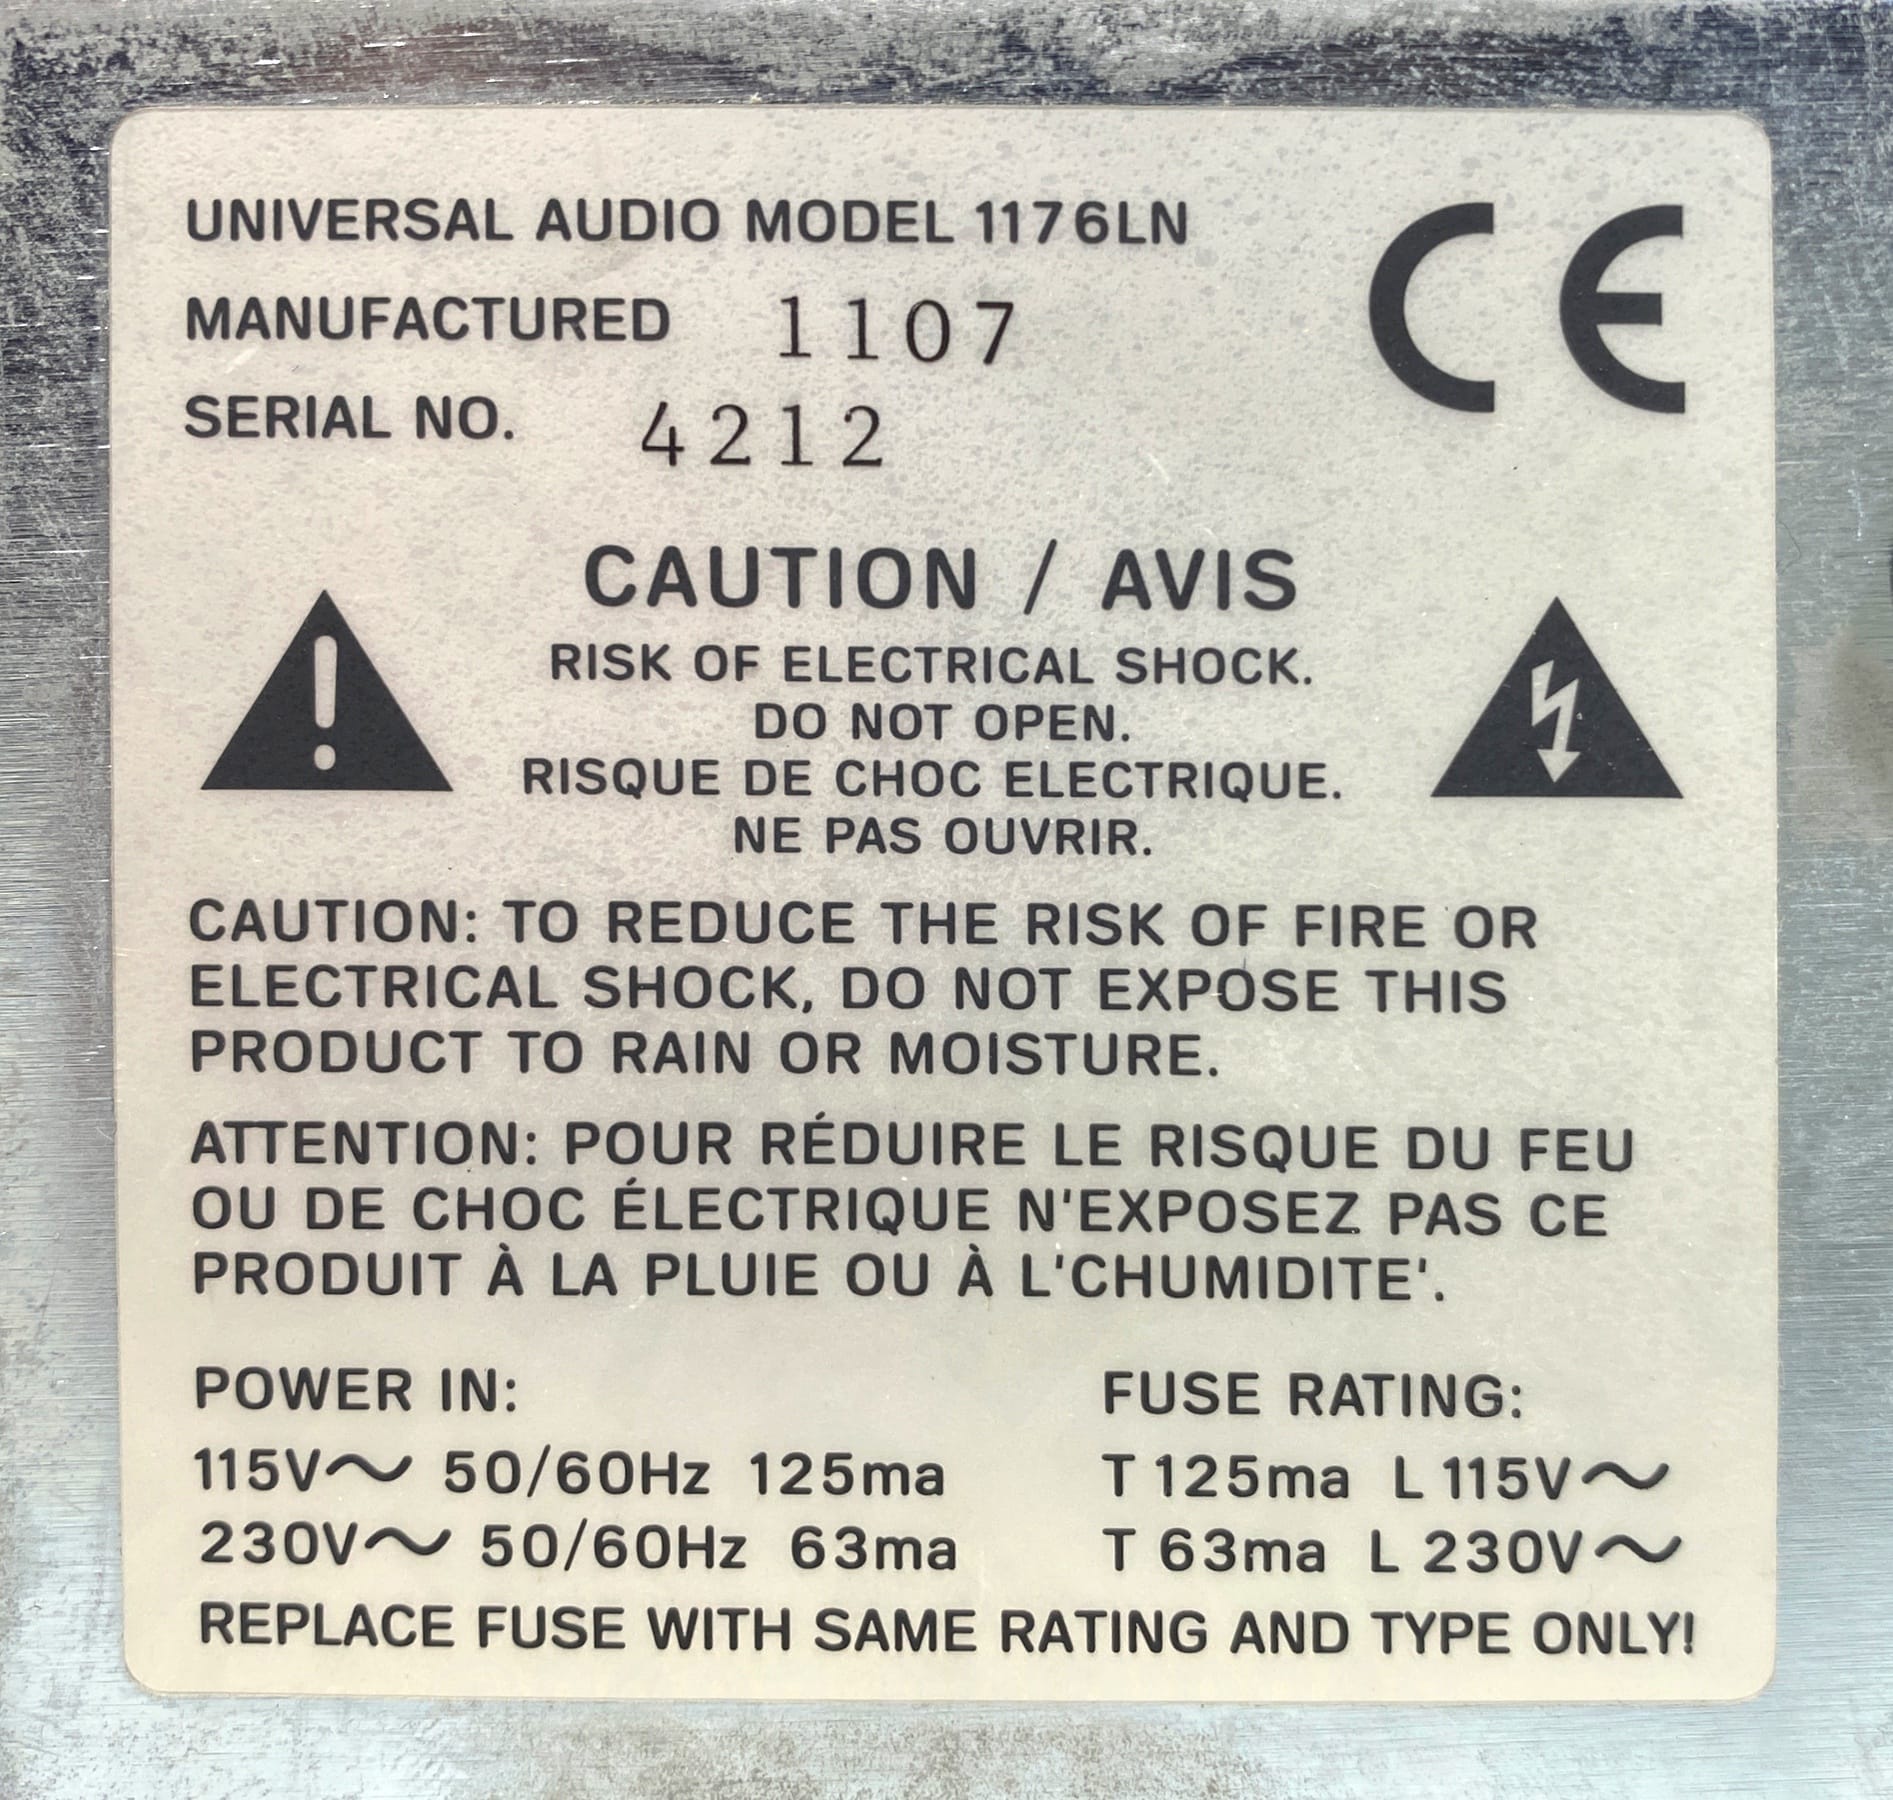 UNIVERSAL AUDIO MODEL 1176LN
CE
MANUFACTURED 1107
SERIAL NO. 4212
CAUTION / AVIS
RISK OF ELECTRICAL SHOCK.
DO NOT OPEN.
RISQUE DE CHOC ELECTRIQUE.
NE PAS OUVRIR.
CAUTION: TO REDUCE THE RISK OF FIRE OR
ELECTRICAL SHOCK, DO NOT EXPOSE THIS
PRODUCT TO RAIN OR MOISTURE.
ATTENTION: POUR RÉDUIRE LE RISQUE DU FEU
OU DE CHOC ÉLECTRIQUE N'EXPOSEZ PAS CE
PRODUIT À LA PLUIE OU À L'CHUMIDITE'.
POWER IN: FUSE RATING:
115V～ 50/60Hz 125ma T 125ma L 115V～
230V～ 50/60Hz 63ma T 63ma L 230V～
REPLACE FUSE WITH SAME RATING AND TYPE ONLY!